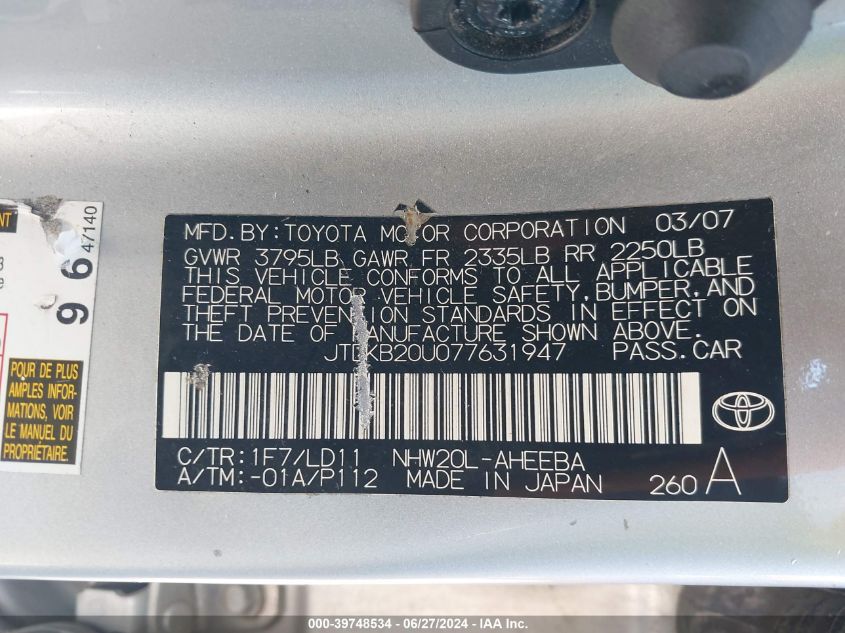 MFD.BY:TOYOTA MOTOR CORPORATION 03/07
GVWR 3795LB GAWR FR 2335LB RR 2250LB
THIS VEHICLE CONFORMS TO ALL APPLICABLE
FEDERAL MOTOR VEHICLE SAFETY,BUMPER,AND
THEFT PREVENTION STANDARDS IN EFFECT ON
THE DATE OF MANUFACTURE SHOWN ABOVE.
JTDKB20U077631947 PASS.CAR
C/TR:1F7/LD11 NHW20L-AHEEBA
A/TM:-01A/P112 MADE IN JAPAN 260 A
96 47140
POUR DE PLUS
AMPLES INFOR-
MATIONS, VOIR
LE MANUEL DU
PROPRIÉTAIRE
000-39748534 - 06/27/2024 - IAA Inc.